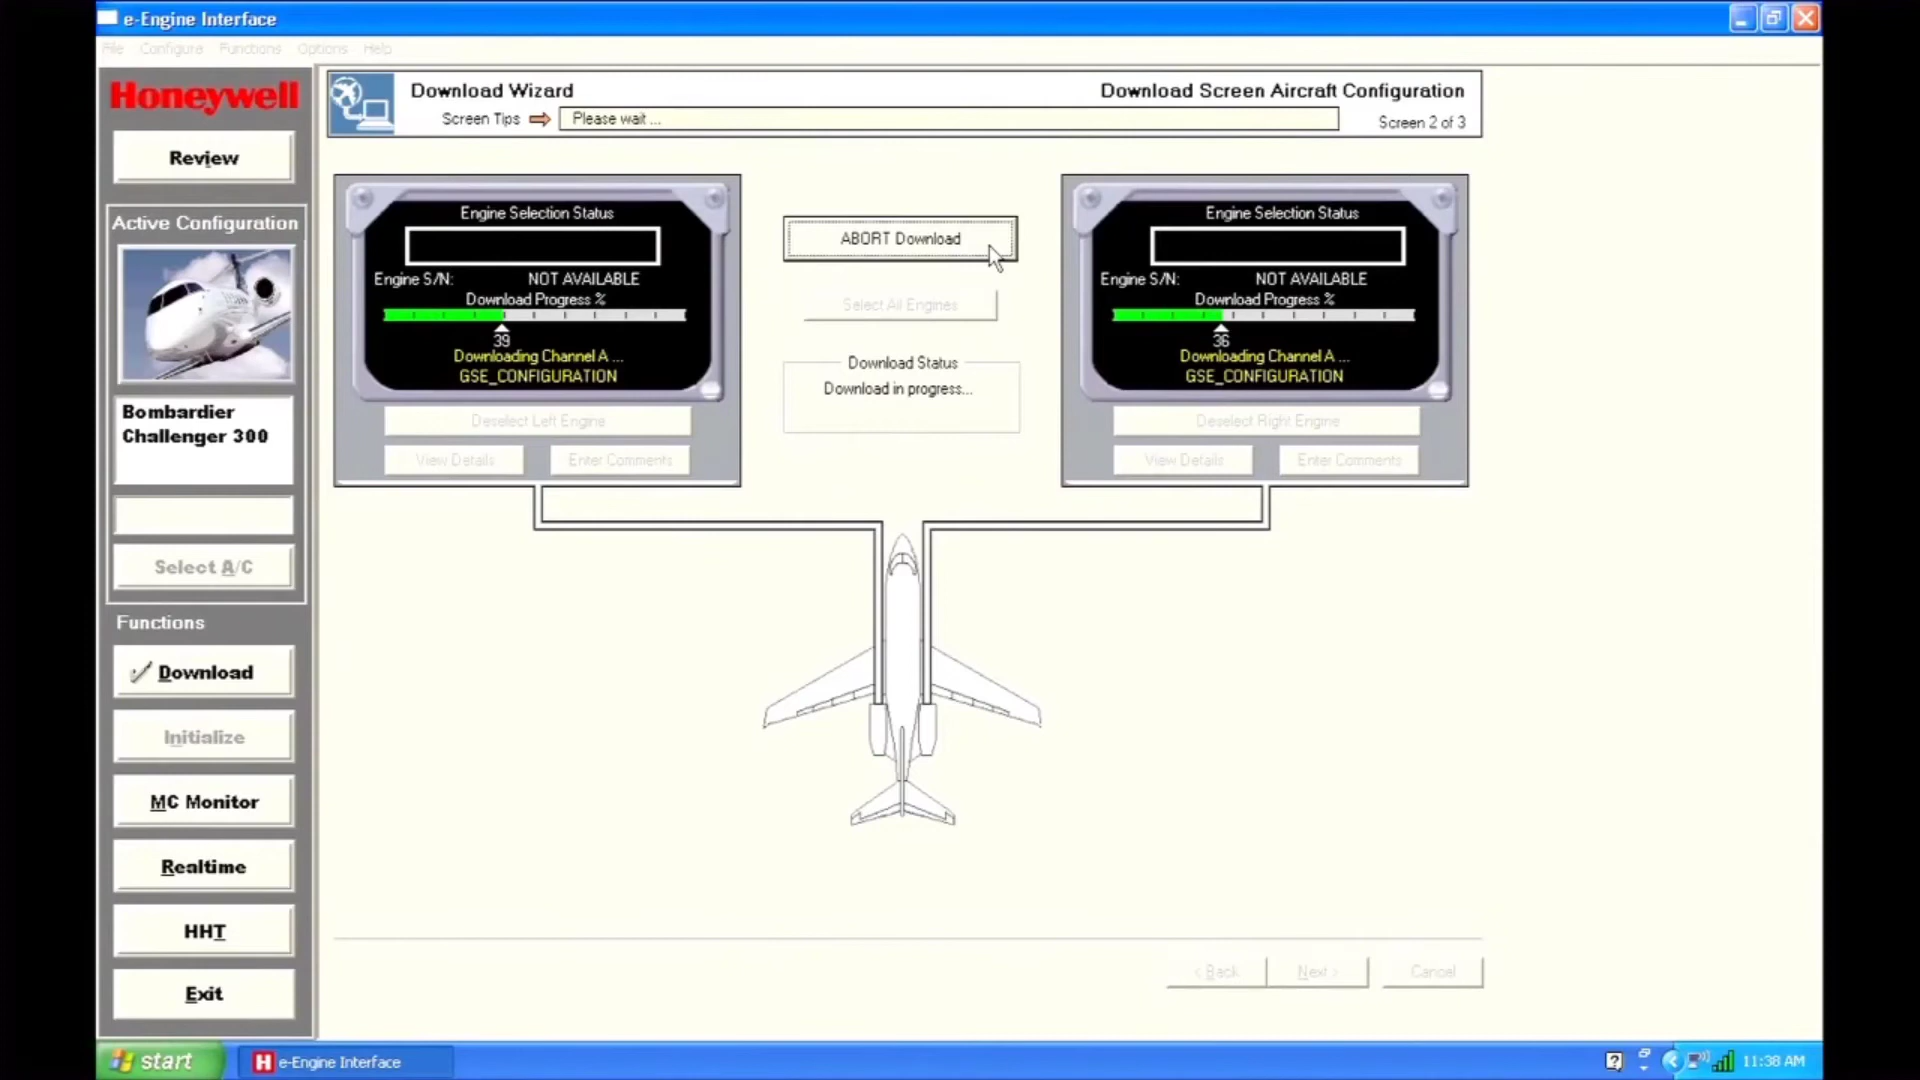 e-Engine Interface
File Configure Functions Options Help
Honeywell
Review
Active Configuration
Bombardier
Challenger 300
Select A/C
Functions
Download
Initialize
MC Monitor
Realtime
HHT
Exit
Download Wizard
Download Screen Aircraft Configuration
Screen Tips
Please wait ...
Screen 2 of 3
Engine Selection Status
Engine S/N: NOT AVAILABLE
Download Progress %
39
Downloading Channel A ...
GSE_CONFIGURATION
Deselect Left Engine
View Details
Enter Comments
ABORT Download
Select All Engines
Download Status
Download in progress...
Engine Selection Status
Engine S/N: NOT AVAILABLE
Download Progress %
36
Downloading Channel A ...
GSE_CONFIGURATION
Deselect Right Engine
View Details
Enter Comments
< Back
Next >
Cancel
start
H e-Engine Interface
?
11:38 AM